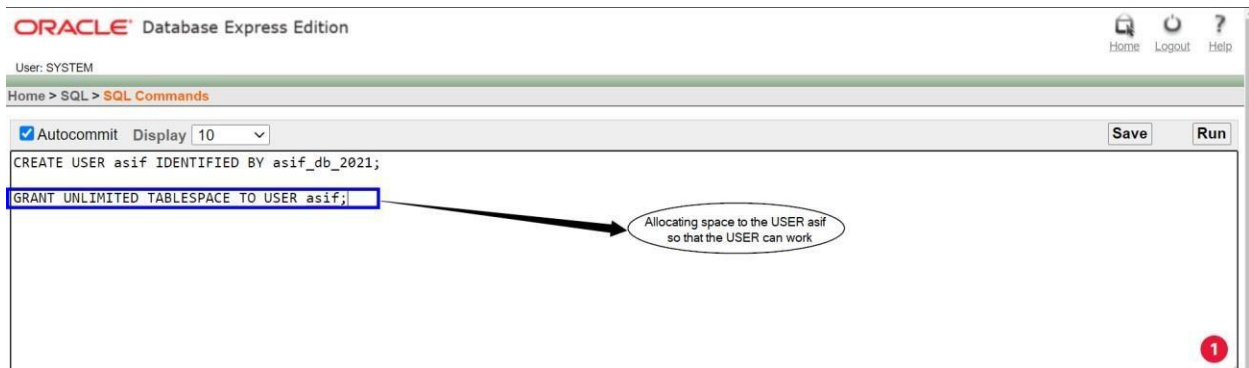 ORACLE® Database Express Edition
Home Logout Help
User: SYSTEM
Home > SQL > SQL Commands
Autocommit Display 10 Save Run
CREATE USER asif IDENTIFIED BY asif_db_2021;
GRANT UNLIMITED TABLESPACE TO USER asif;
Allocating space to the USER asif
so that the USER can work
1